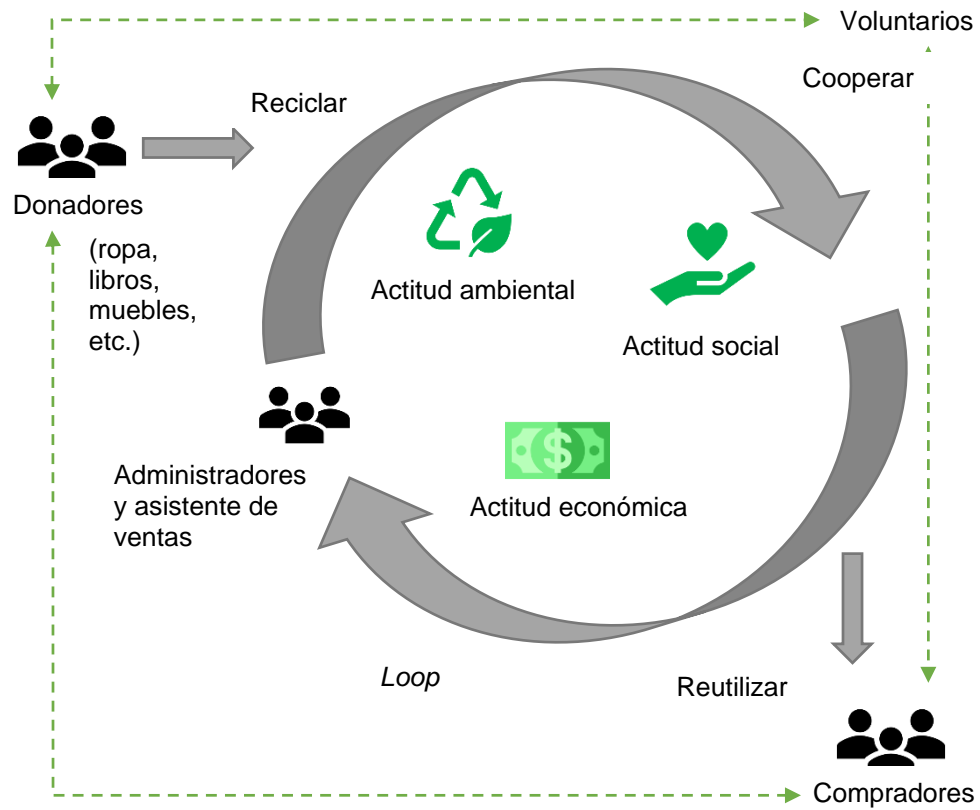 Voluntarios
Cooperar
Reciclar
Donadores
(ropa,
libros,
muebles,
etc.)
Actitud ambiental
Actitud social
$
Actitud económica
Administradores
y asistente de
ventas
Loop
Reutilizar
Compradores